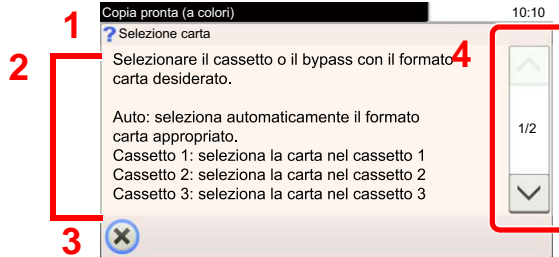 Copia pronta (a colori) 10:10
1
? Selezione carta
2
Selezionare il cassetto o il bypass con il formato
4
carta desiderato.
Auto: seleziona automaticamente il formato
carta appropriato.
1/2
Cassetto 1: seleziona la carta nel cassetto 1
Cassetto 2: seleziona la carta nel cassetto 2
Cassetto 3: seleziona la carta nel cassetto 3
3